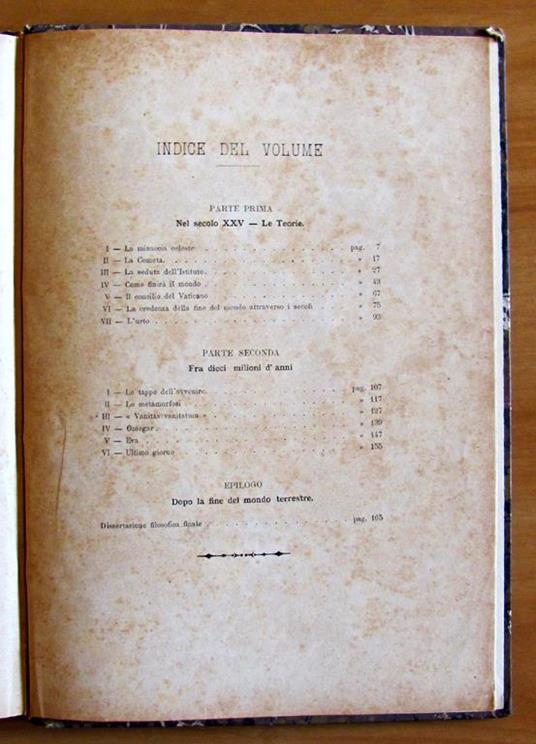 INDICE DEL VOLUME
PARTE PRIMA
Nel secolo XXV — Le Teorie.
I — La minaccia celeste pag. 7
II — La Cometa. » 17
III — La seduta dell'Istituto. » 27
IV — Come finirà il mondo » 43
V — Il concilio del Vaticano » 67
VI — La credenza della fine del mondo attraverso i secoli » 75
VII — L'urto » 93
PARTE SECONDA
Fra dieci milioni d'anni
I — Le tappe dell'avvenire. pag. 107
II — Le metamorfosi » 117
III — « Vanitas vanitatum » » 127
IV — Omegar. » 139
V — Eva » 147
VI — Ultimo giorno » 155
EPILOGO
Dopo la fine del mondo terrestre.
Dissertazione filosofica finale pag. 165